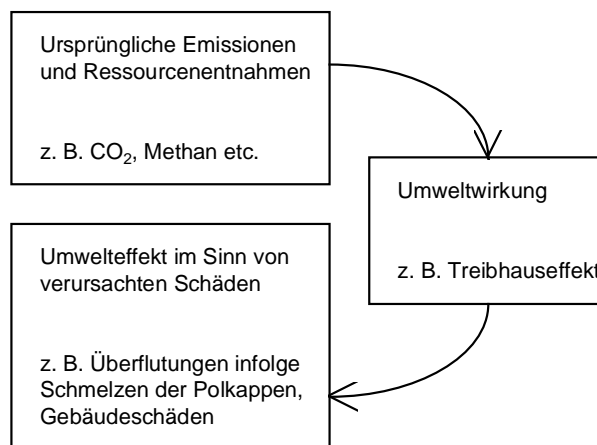 Ursprüngliche Emissionen
und Ressourcenentnahmen
z. B. CO₂, Methan etc.
Umweltwirkung
z. B. Treibhauseffekt
Umwelteffekt im Sinn von
verursachten Schäden
z. B. Überflutungen infolge
Schmelzen der Polkappen,
Gebäudeschäden